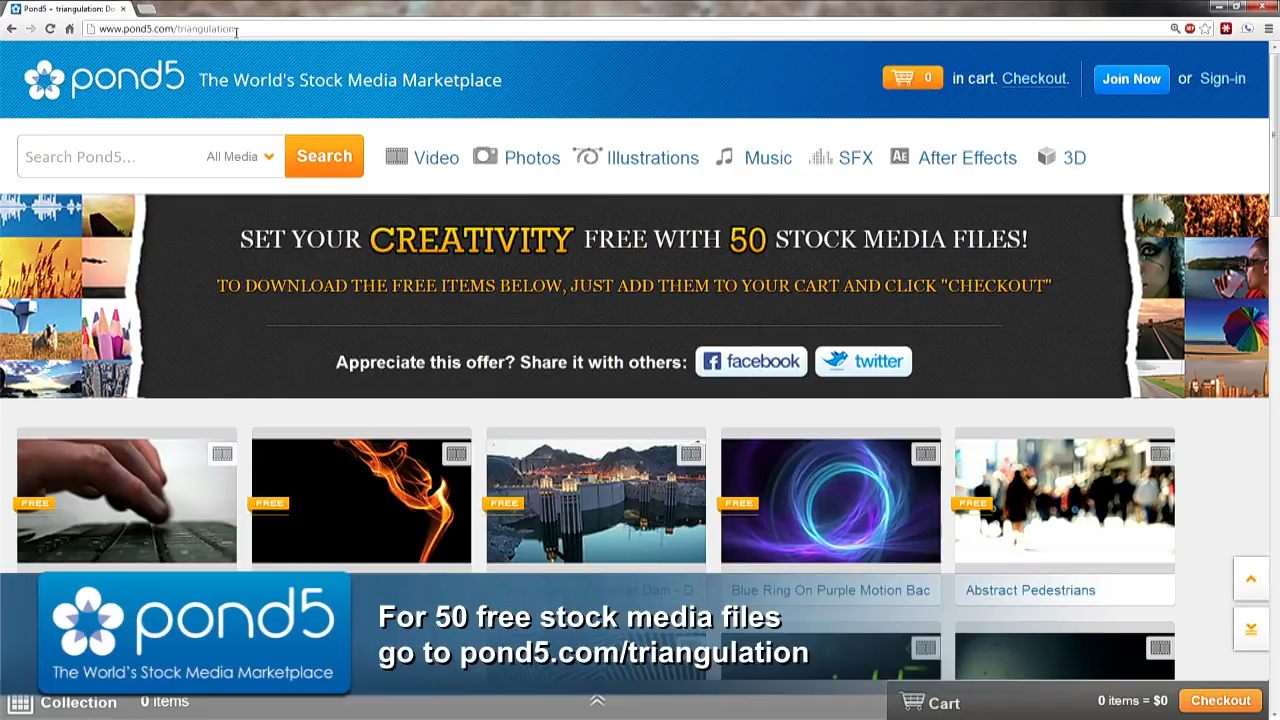 Pond5 - triangulation: Do
www.pond5.com/triangulation
pond5 The World's Stock Media Marketplace
0 in cart. Checkout. Join Now or Sign-in
Search Pond5... All Media Search Video Photos Illustrations Music SFX AE After Effects 3D
SET YOUR CREATIVITY FREE WITH 50 STOCK MEDIA FILES!
TO DOWNLOAD THE FREE ITEMS BELOW, JUST ADD THEM TO YOUR CART AND CLICK "CHECKOUT"
Appreciate this offer? Share it with others: facebook twitter
FREE FREE FREE FREE FREE
Dam - D Blue Ring On Purple Motion Bac Abstract Pedestrians
pond5
The World's Stock Media Marketplace
For 50 free stock media files
go to pond5.com/triangulation
Collection 0 items Cart 0 items = $0 Checkout